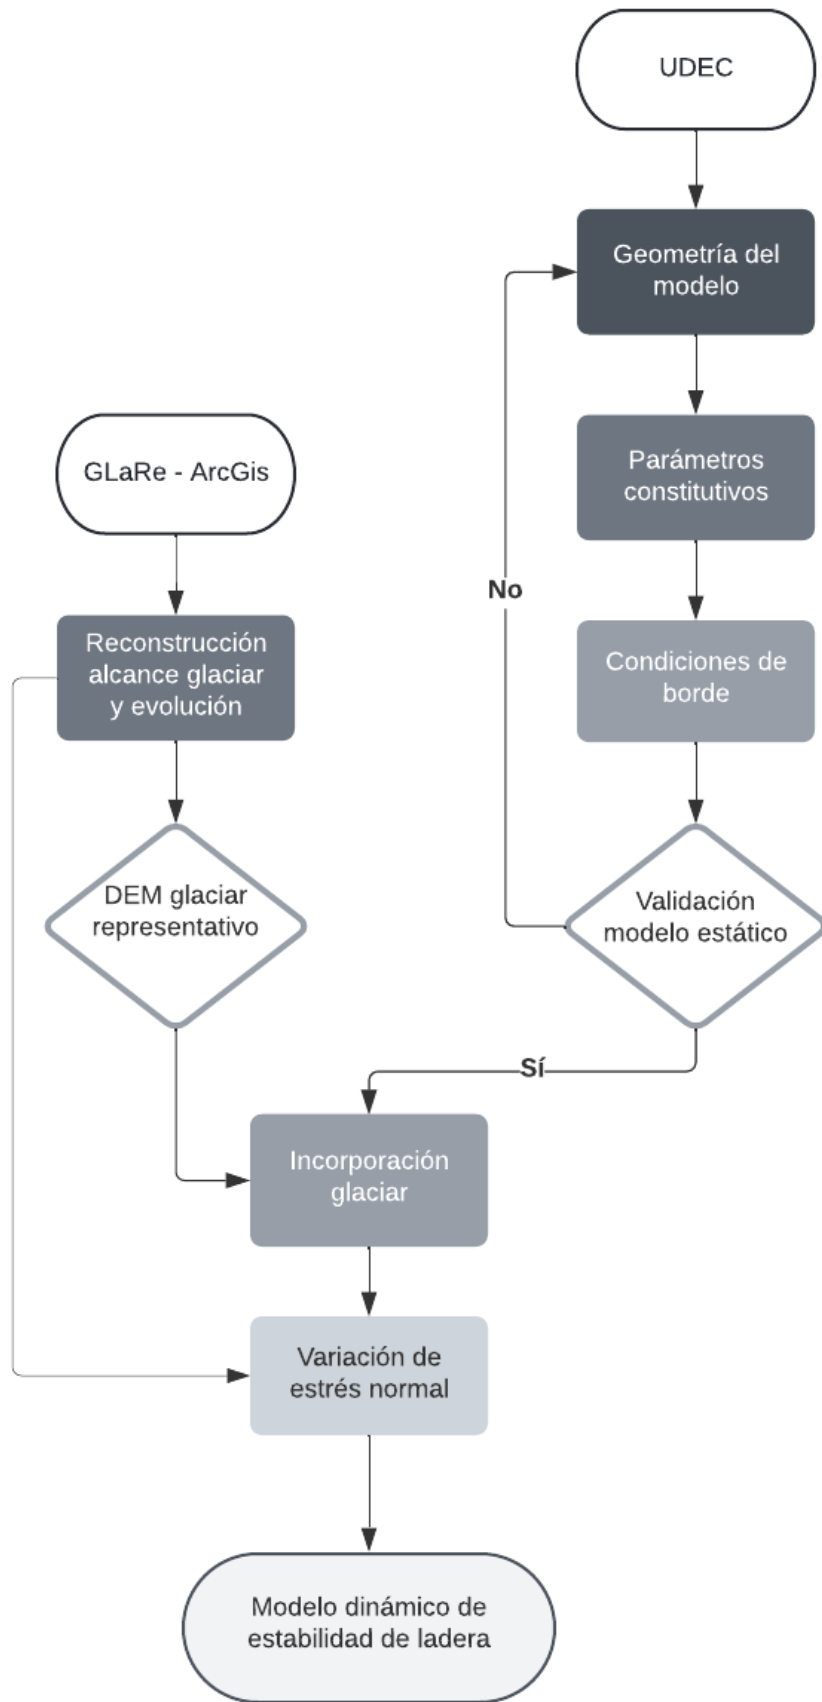 UDEC
Geometría del
modelo
Parámetros
constitutivos
GLaRe - ArcGis
No
Reconstrucción
alcance glaciar
y evolución
Condiciones de
borde
DEM glaciar
representativo
Validación
modelo estático
Sí
Incorporación
glaciar
Variación de
estrés normal
Modelo dinámico de
estabilidad de ladera